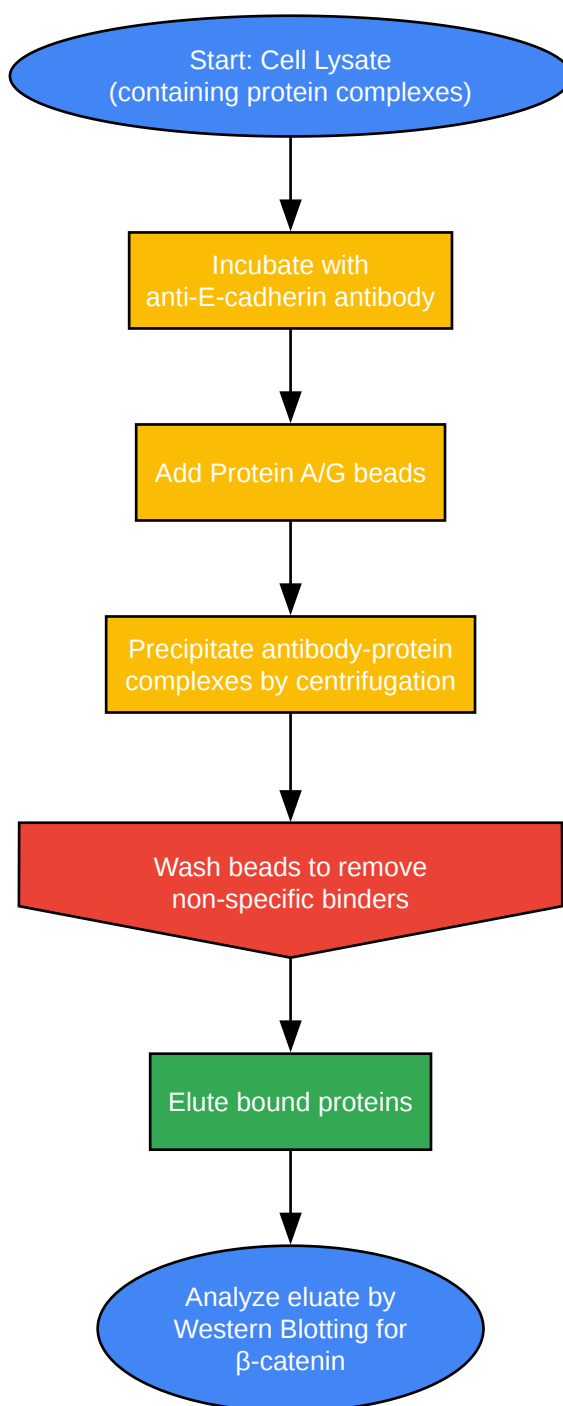 Start: Cell Lysate
(containing protein complexes)
Incubate with
anti-E-cadherin antibody
Add Protein A/G beads
Precipitate antibody-protein
complexes by centrifugation
Wash beads to remove
non-specific binders
Elute bound proteins
Analyze eluate by
Western Blotting for
β-catenin